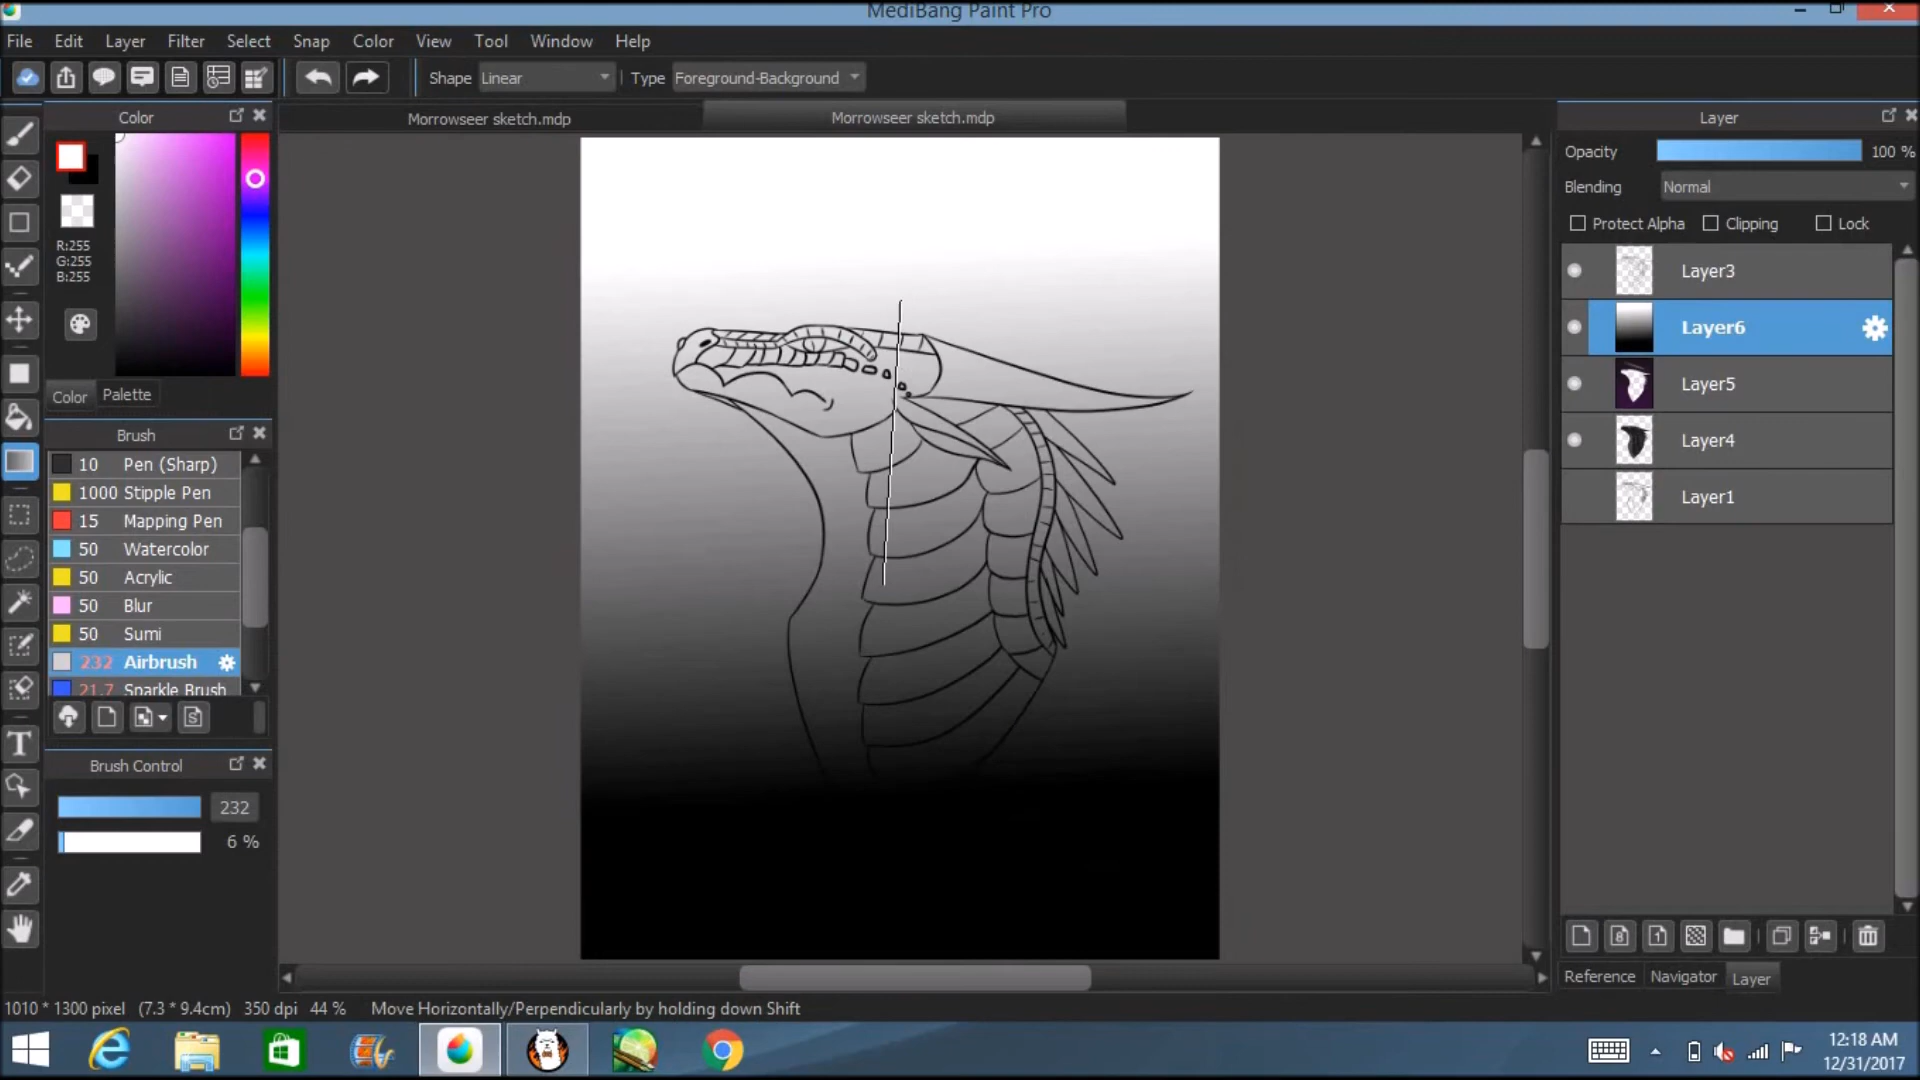 MediBang Paint Pro
File Edit Layer Filter Select Snap Color View Tool Window Help
Shape Linear Type Foreground-Background
Color
Morrowseer sketch.mdp
Morrowseer sketch.mdp
Layer
Opacity 100 %
Blending Normal
Protect Alpha Clipping Lock
R:255
G:255
B:255
Color Palette
Layer3
Layer6
Layer5
Layer4
Layer1
Brush
10 Pen (Sharp)
1000 Stipple Pen
15 Mapping Pen
50 Watercolor
50 Acrylic
50 Blur
50 Sumi
232 Airbrush
21.7 Sparkle Brush
S
T
Brush Control
232
6 %
8 1
Reference Navigator Layer
1010 * 1300 pixel (7.3 * 9.4cm) 350 dpi 44 % Move Horizontally/Perpendicularly by holding down Shift
12:18 AM
12/31/2017